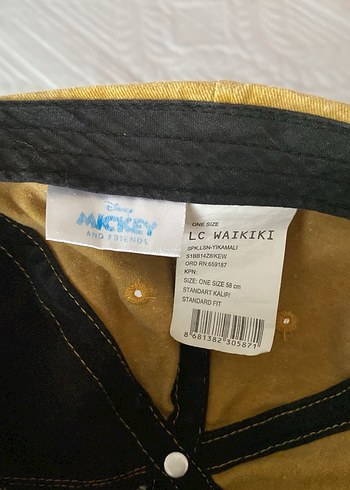 Disney
MICKEY
AND FRIENDS
ONE SIZE
LC WAIKIKI
SPK,LSN-YIKAMALI
S1BB14Z8/KEW
ORD RN:659187
KPN:
SIZE: ONE SIZE 58 cm
STANDART KALIP/
STANDARD FIT
8 681382 305871